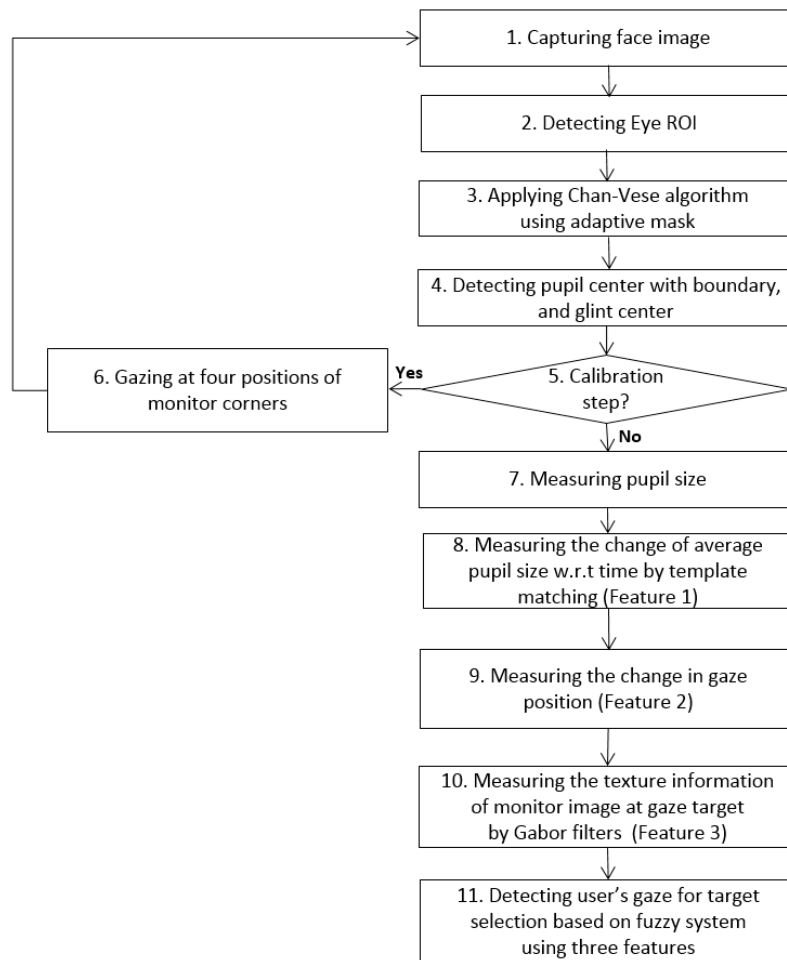 1. Capturing face image
2. Detecting Eye ROI
3. Applying Chan-Vese algorithm
using adaptive mask
4. Detecting pupil center with boundary,
and glint center
5. Calibration
step?
Yes
6. Gazing at four positions of
monitor corners
No
7. Measuring pupil size
8. Measuring the change of average
pupil size w.r.t time by template
matching (Feature 1)
9. Measuring the change in gaze
position (Feature 2)
10. Measuring the texture information
of monitor image at gaze target
by Gabor filters (Feature 3)
11. Detecting user's gaze for target
selection based on fuzzy system
using three features